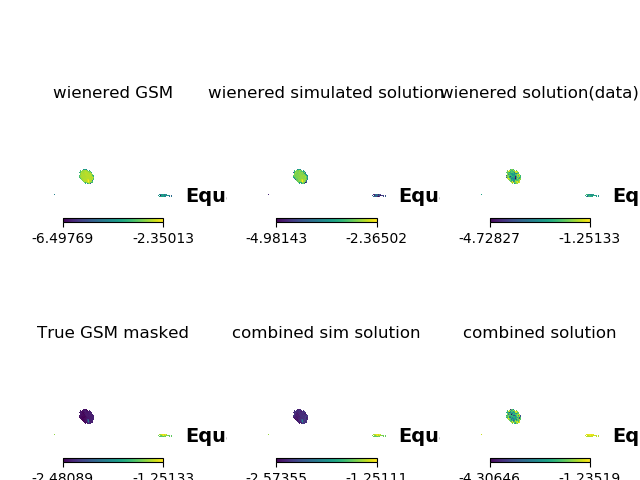 wienered GSM wienered simulated solution wienered solution(data)
Equ Equ Eq
-6.49769 -2.35013 -4.98143 -2.36502 -4.72827 -1.25133
True GSM masked combined sim solution combined solution
Equ Equ Eq
-2.48089 -1.25133 -2.57355 -1.25111 -4.30646 -1.23519